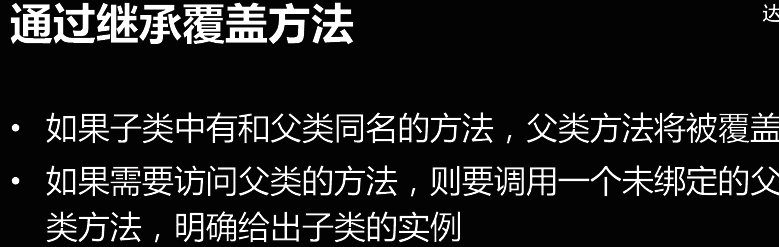 通过继承覆盖方法
达
• 如果子类中有和父类同名的方法，父类方法将被覆盖
• 如果需要访问父类的方法，则要调用一个未绑定的父
类方法，明确给出子类的实例